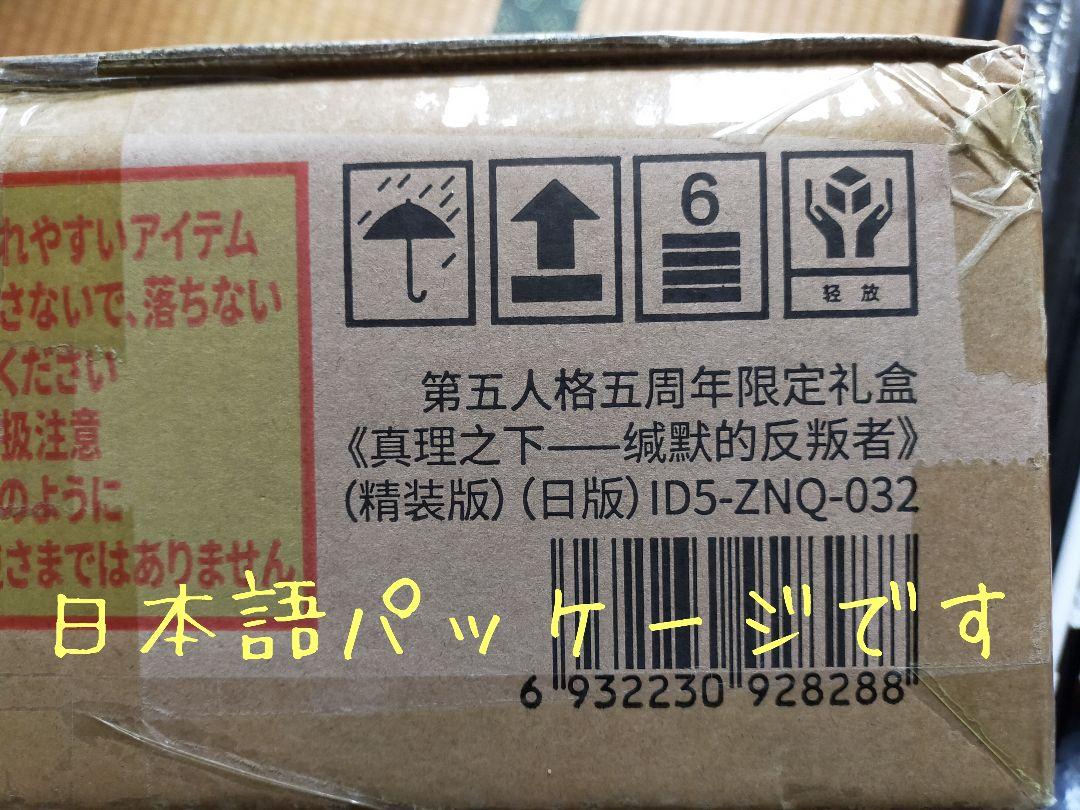 れやすいアイテム
さないで、落ちない
ください
扱注意
のように
さまではありません
6
轻放
第五人格五周年限定礼盒
《真理之下——缄默的反叛者》
(精装版)(日版)ID5-ZNQ-032
日本語パッケージです
6 932230 928288